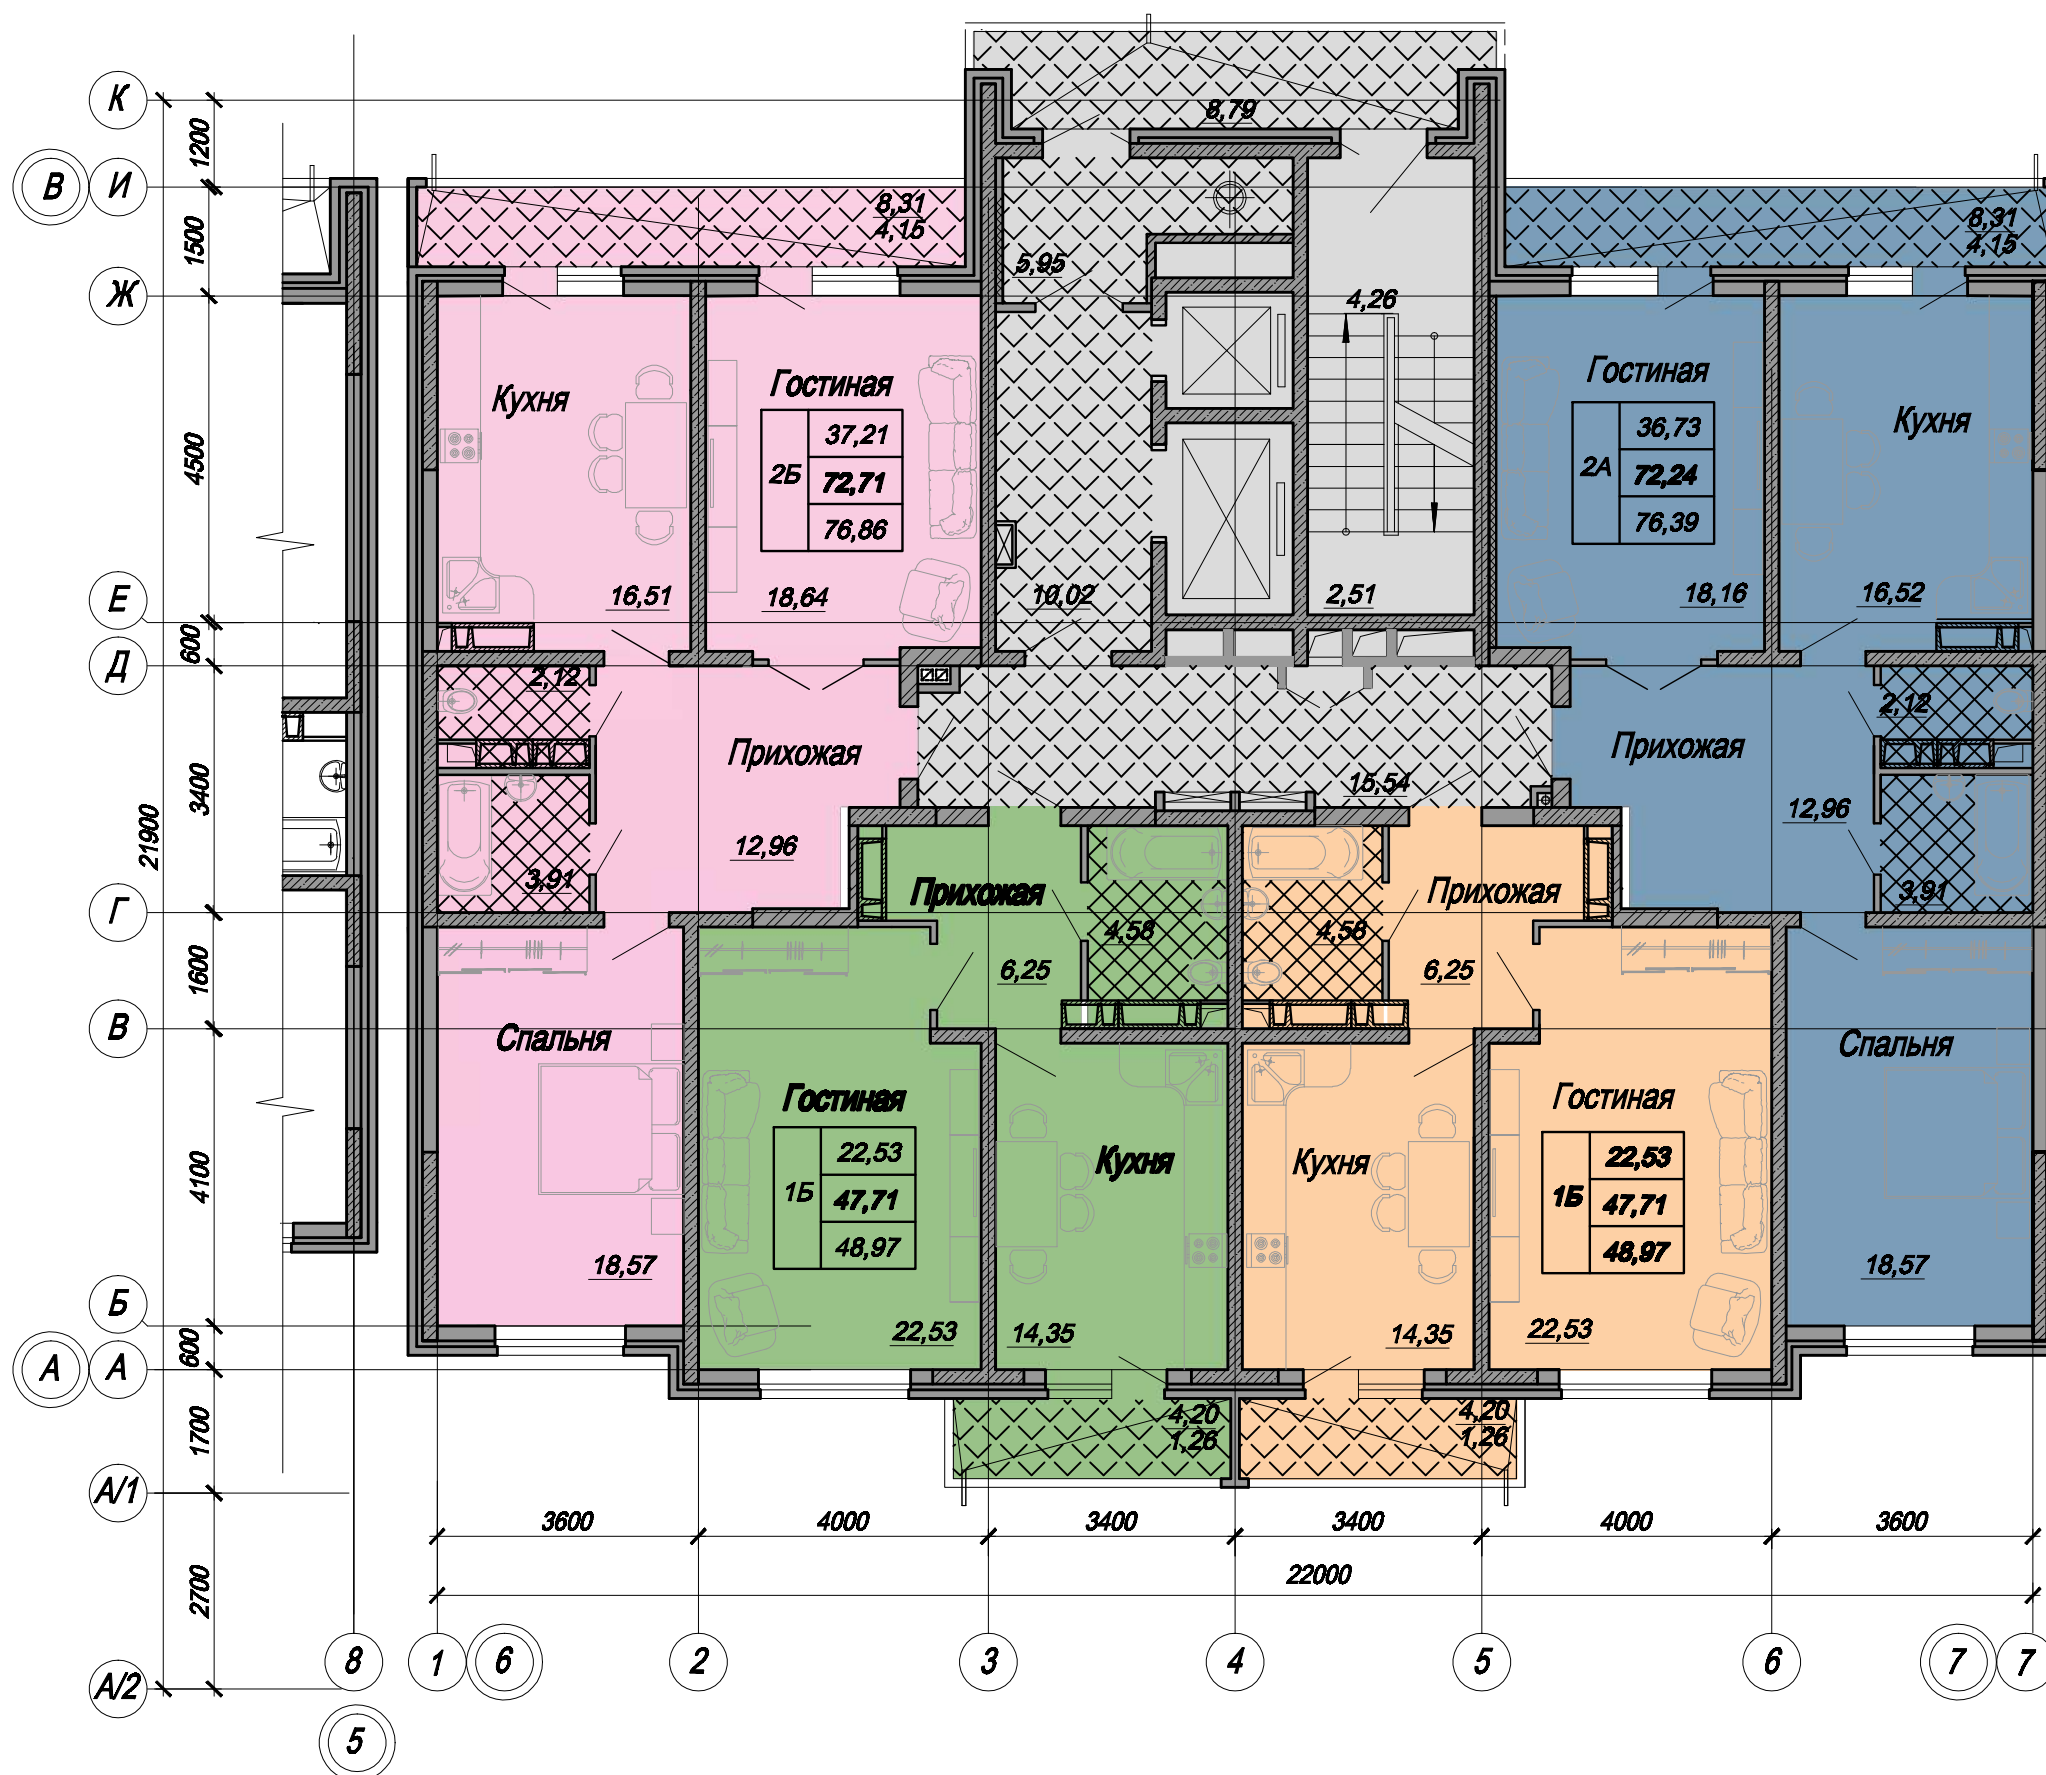 К
1200
8,79
В
И
8,31
4,15
8,31
4,15
1500
5,95
4,26
Ж
4500
Кухня
Гостиная
2Б
37,21
72,71
76,86
16,51
18,64
10,02
2,51
Гостиная
2А
36,73
72,24
76,39
Кухня
18,16
16,52
Е
600
Д
2,12
Прихожая
15,54
Прихожая
2,12
3400
21900
12,96
3,91
12,96
3,91
Прихожая
4,58
6,25
Прихожая
4,58
6,25
Г
1600
В
Спальня
Гостиная
1Б
22,53
47,71
48,97
Кухня
Кухня
Гостиная
1Б
22,53
47,71
48,97
Спальня
4100
18,57
22,53
14,35
14,35
22,53
18,57
Б
600
А
А
4,20
1,26
4,20
1,26
1700
А/1
3600
4000
3400
3400
4000
3600
22000
2700
А/2
8
1
6
2
3
4
5
6
7
7
5